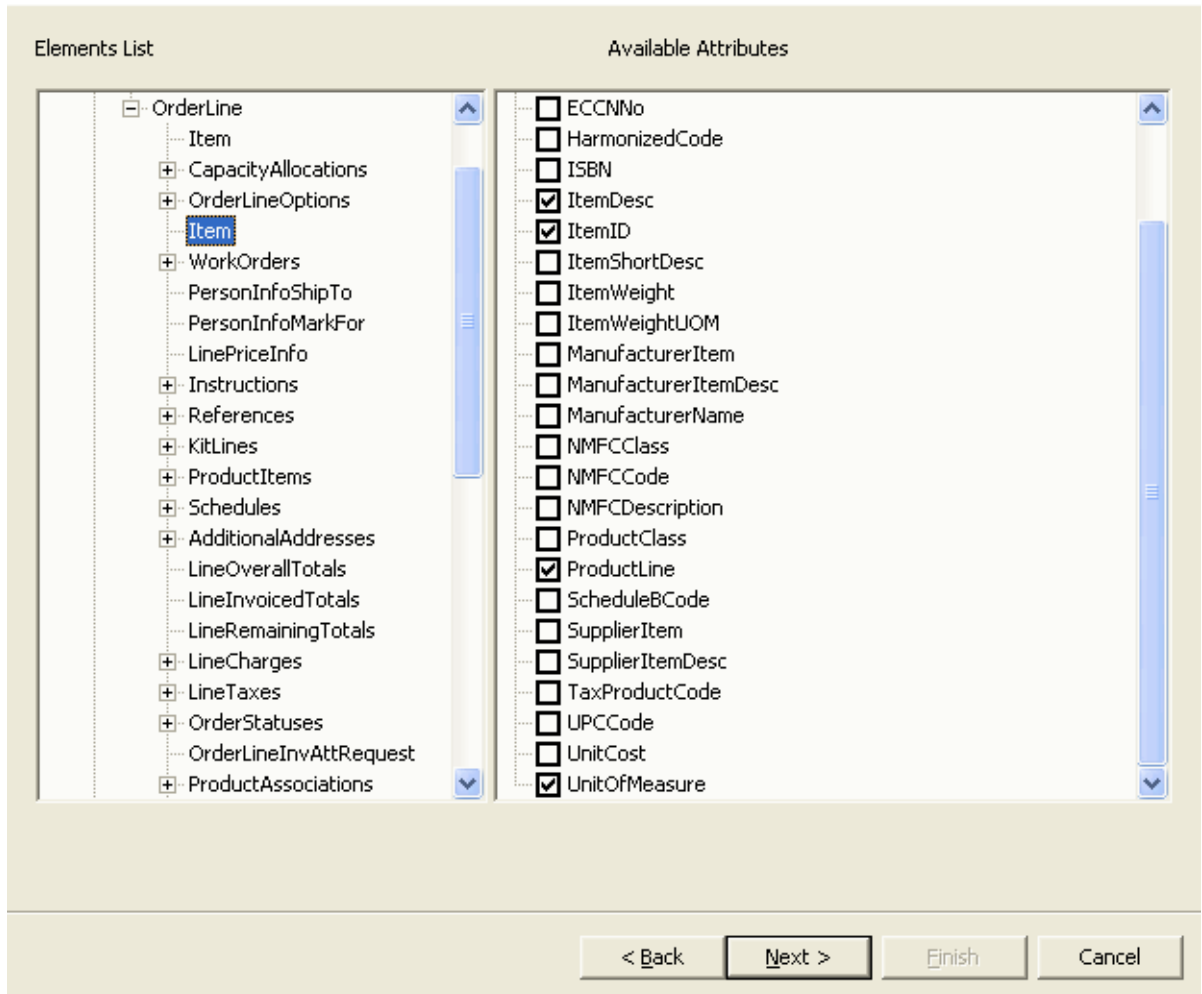 Elements List
Available Attributes
OrderLine
Item
CapacityAllocations
OrderLineOptions
Item
WorkOrders
PersonInfoShipTo
PersonInfoMarkFor
LinePriceInfo
Instructions
References
KitLines
ProductItems
Schedules
AdditionalAddresses
LineOverallTotals
LineInvoicedTotals
LineRemainingTotals
LineCharges
LineTaxes
OrderStatuses
OrderLineInvAttRequest
ProductAssociations
ECCNNo
HarmonizedCode
ISBN
ItemDesc
ItemID
ItemShortDesc
ItemWeight
ItemWeightUOM
ManufacturerItem
ManufacturerItemDesc
ManufacturerName
NMFCClass
NMFCCode
NMFCDescription
ProductClass
ProductLine
ScheduleBCode
SupplierItem
SupplierItemDesc
TaxProductCode
UPCCode
UnitCost
UnitOfMeasure
< Back
Next >
Finish
Cancel